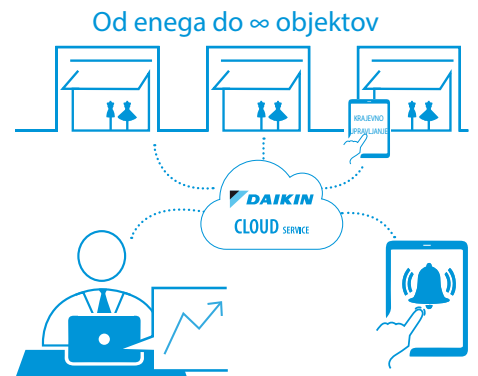 Od enega do ∞ objektov
KRAJEVNO
UPRAVLJANJE
DAIKIN
CLOUD SERVICE